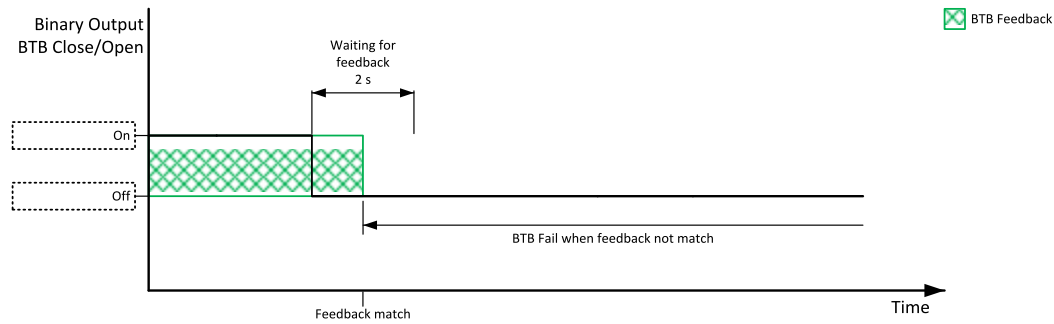 Binary Output
BTB Close/Open
BTB Feedback
Waiting for
feedback
2 s
On
Off
BTB Fail when feedback not match
Time
Feedback match